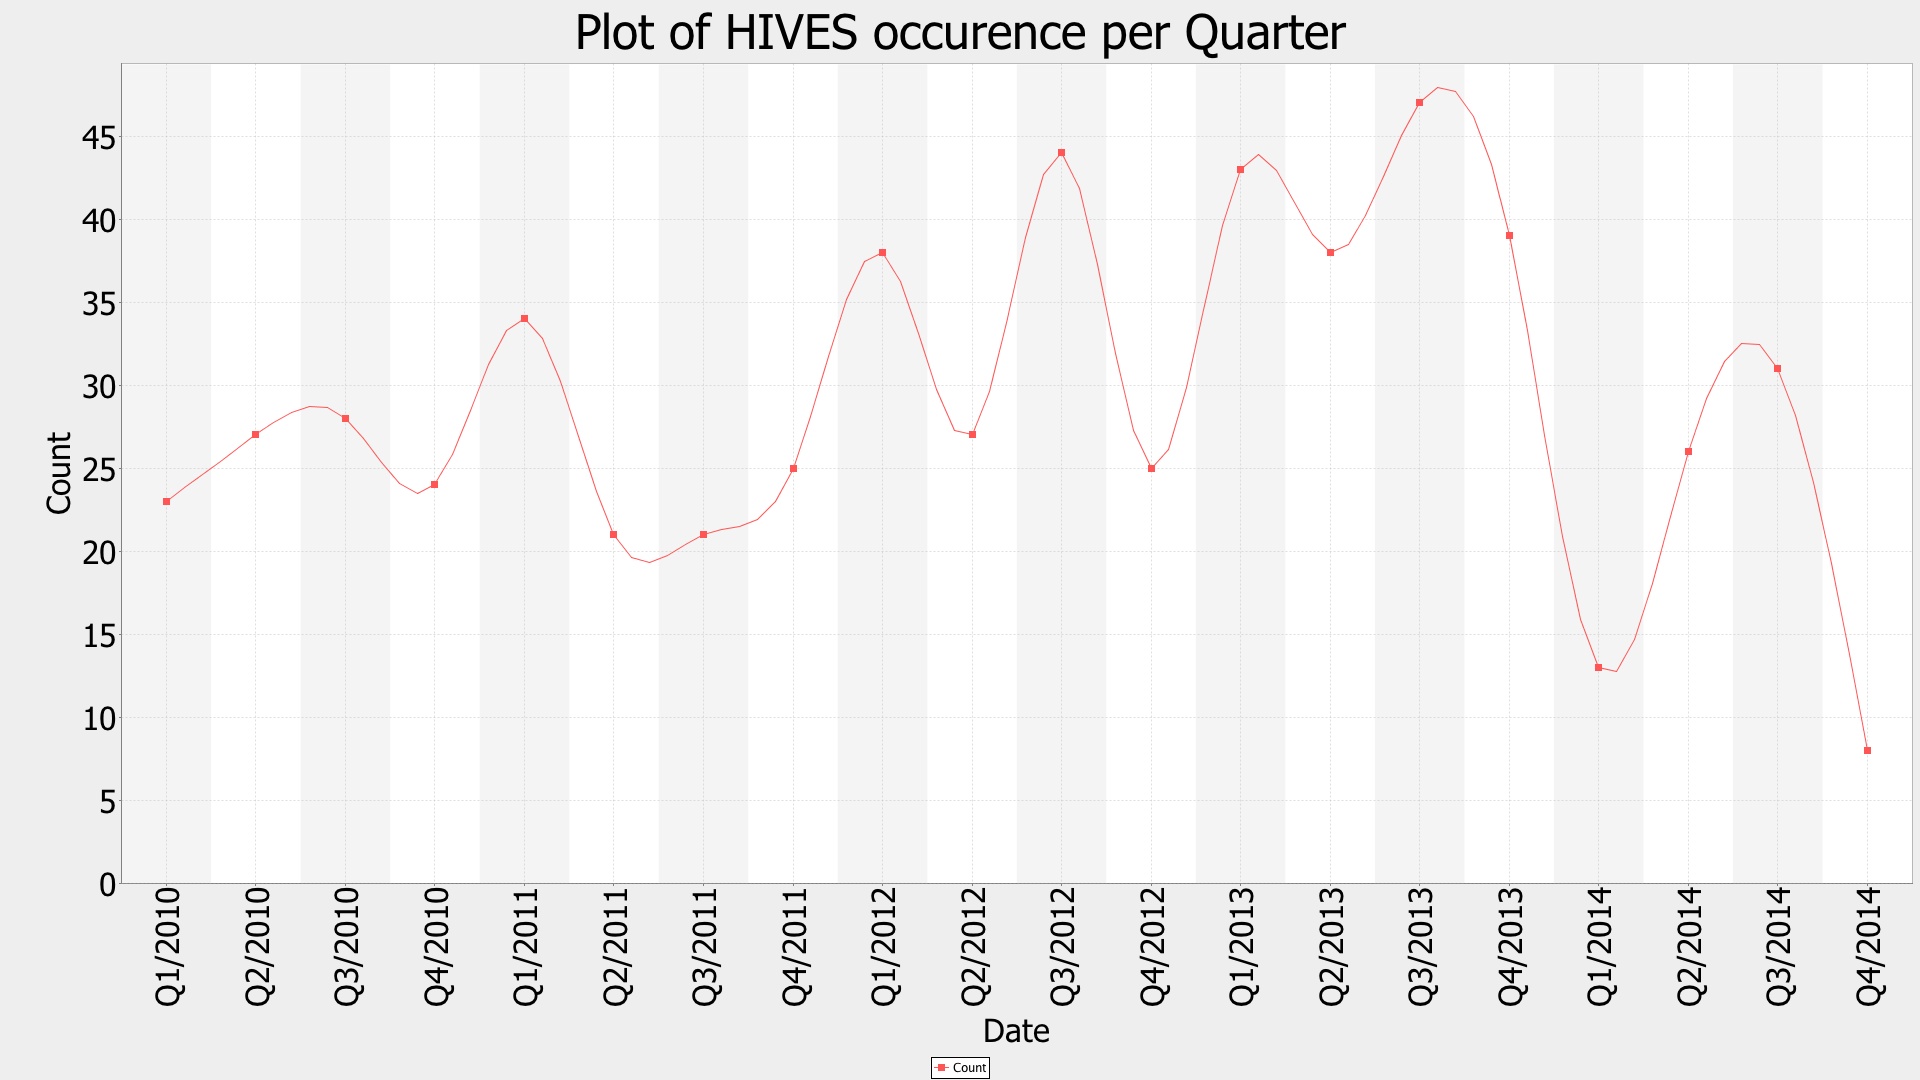 Plot of HIVES occurence per Quarter
45
40
35
30
25
20
15
10
5
0
Count
Q1/2010
Q2/2010
Q3/2010
Q4/2010
Q1/2011
Q2/2011
Q3/2011
Q4/2011
Q1/2012
Q2/2012
Q3/2012
Q4/2012
Q1/2013
Q2/2013
Q3/2013
Q4/2013
Q1/2014
Q2/2014
Q3/2014
Q4/2014
Date
Count